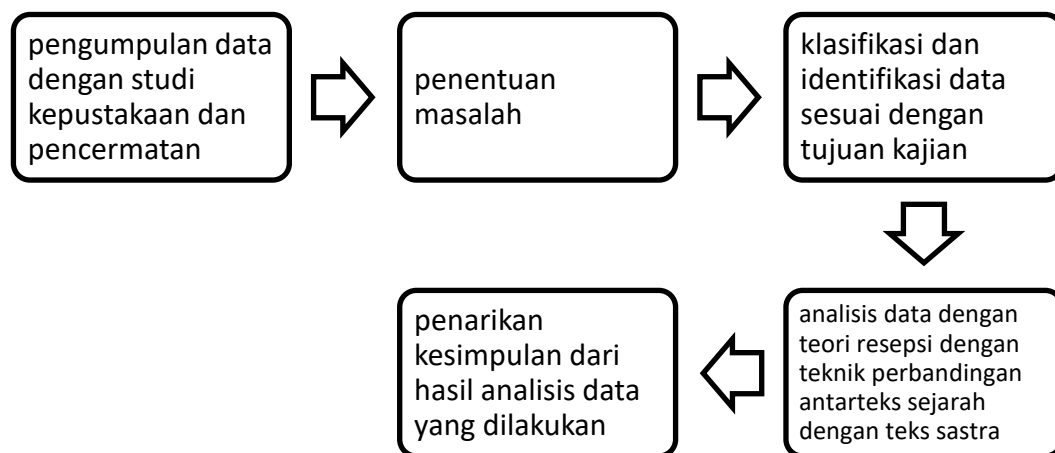 pengumpulan data
dengan studi
kepustakaan dan
pencermatan
penentuan
masalah
klasifikasi dan
identifikasi data
sesuai dengan
tujuan kajian
analisis data dengan
teori resepsi dengan
teknik perbandingan
antarteks sejarah
dengan teks sastra
penarikan
kesimpulan dari
hasil analisis data
yang dilakukan